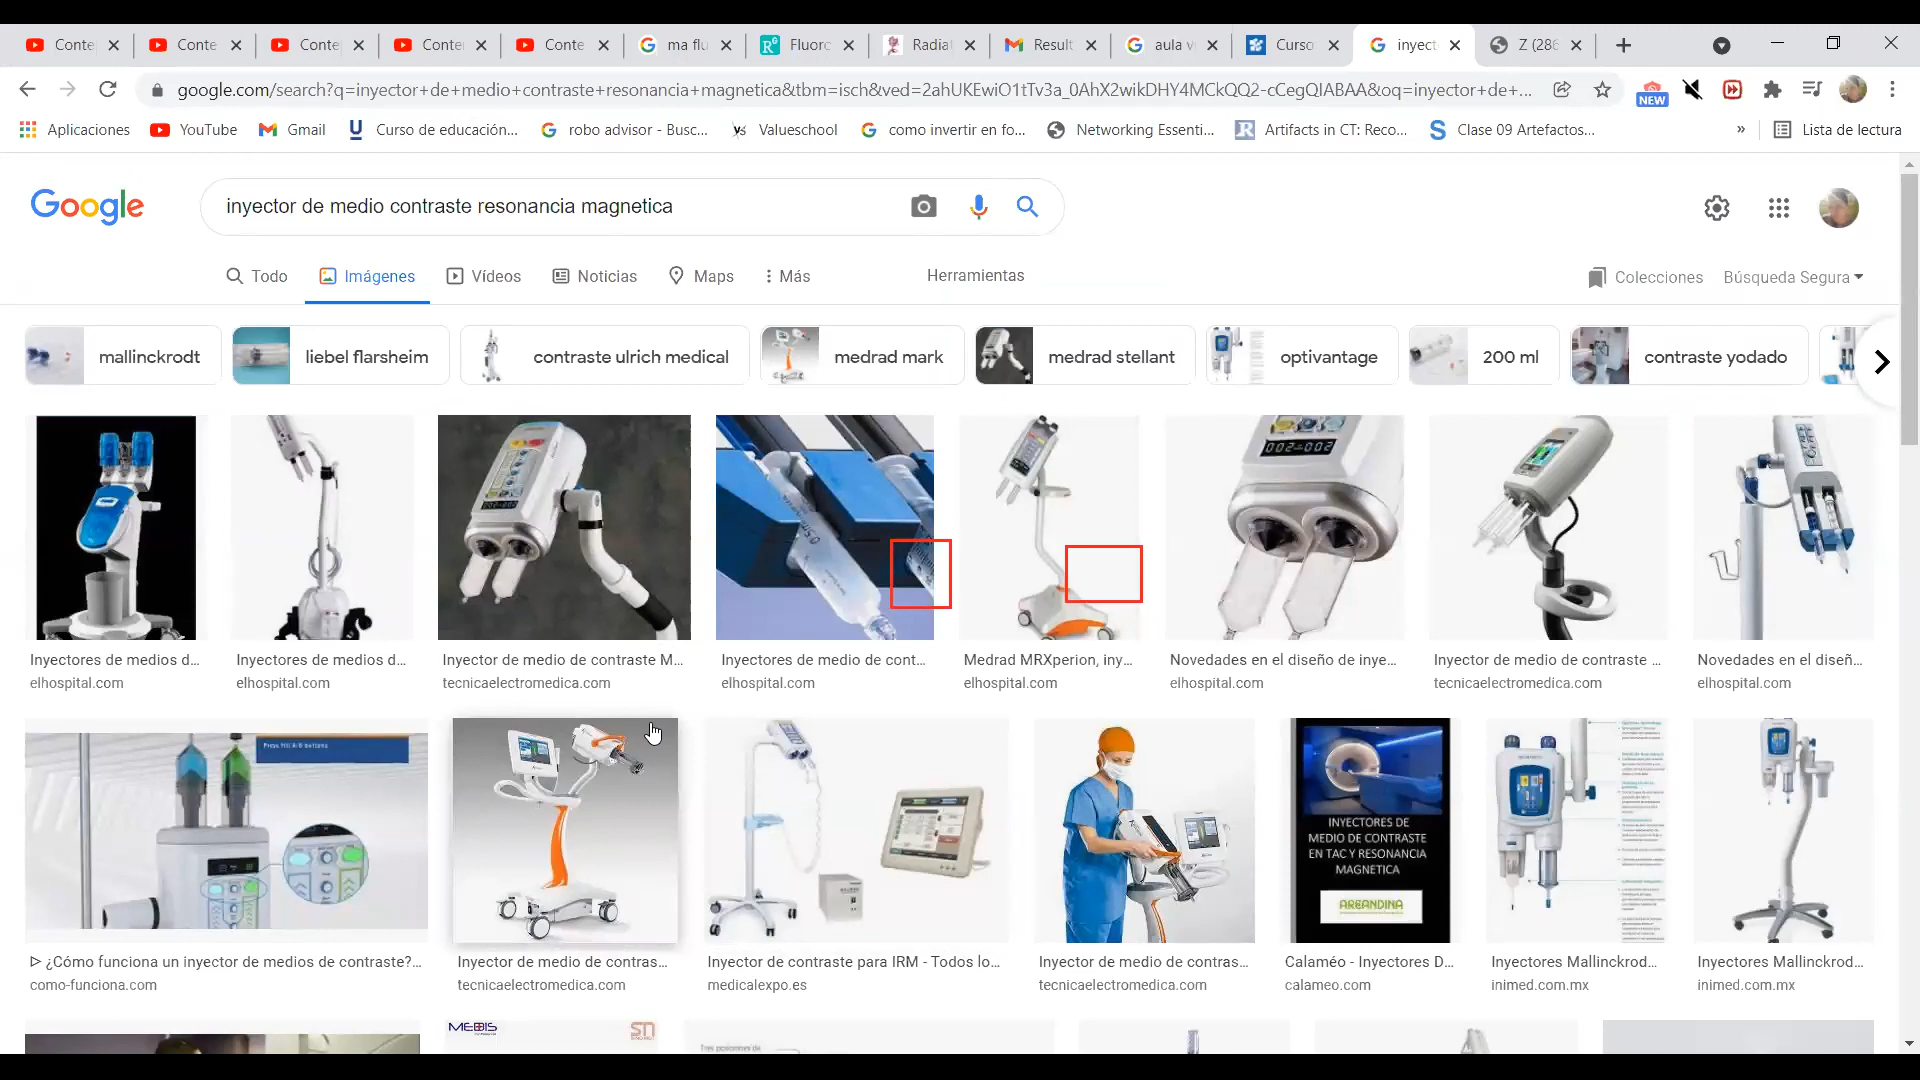 Conte
Conte
Conte
Conte
Conte
ma flu
Fluoro
Radia
Result
aula v
Curso
inyect
Z (286
google.com/search?q=inyector+de+medio+contraste+resonancia+magnetica&tbm=isch&ved=2ahUKEwiO1tTv3a_0AhX2wikDHY4MCkQQ2-cCegQIABAA&oq=inyector+de+...
NEW
Aplicaciones
YouTube
Gmail
Curso de educación...
robo advisor - Busc...
Valueschool
como invertir en fo...
Networking Essenti...
Artifacts in CT: Reco...
Clase 09 Artefactos...
»
Lista de lectura
Google
inyector de medio contraste resonancia magnetica
Todo
Imágenes
Vídeos
Noticias
Maps
Más
Herramientas
Colecciones
Búsqueda Segura
mallinckrodt
liebel flarsheim
contraste ulrich medical
medrad mark
medrad stellant
optivantage
200 ml
contraste yodado
002=002
Inyectores de medios d...
elhospital.com
Inyectores de medios d...
elhospital.com
Inyector de medio de contraste M...
tecnicaelectromedica.com
Inyectores de medio de cont...
elhospital.com
Medrad MRXperion, iny...
elhospital.com
Novedades en el diseño de inye...
elhospital.com
Inyector de medio de contraste ...
tecnicaelectromedica.com
Novedades en el diseñ...
elhospital.com
INYECTORES DE
MEDIO DE CONTRASTE
EN TAC Y RESONANCIA
MAGNETICA
AREANDINA
▷ ¿Cómo funciona un inyector de medios de contraste?...
como-funciona.com
Inyector de medio de contras...
tecnicaelectromedica.com
Inyector de contraste para IRM - Todos lo...
medicalexpo.es
Inyector de medio de contras...
tecnicaelectromedica.com
Calaméo - Inyectores D...
calameo.com
Inyectores Mallinckrod...
inimed.com.mx
Inyectores Mallinckrod...
inimed.com.mx
Tres posiciones de